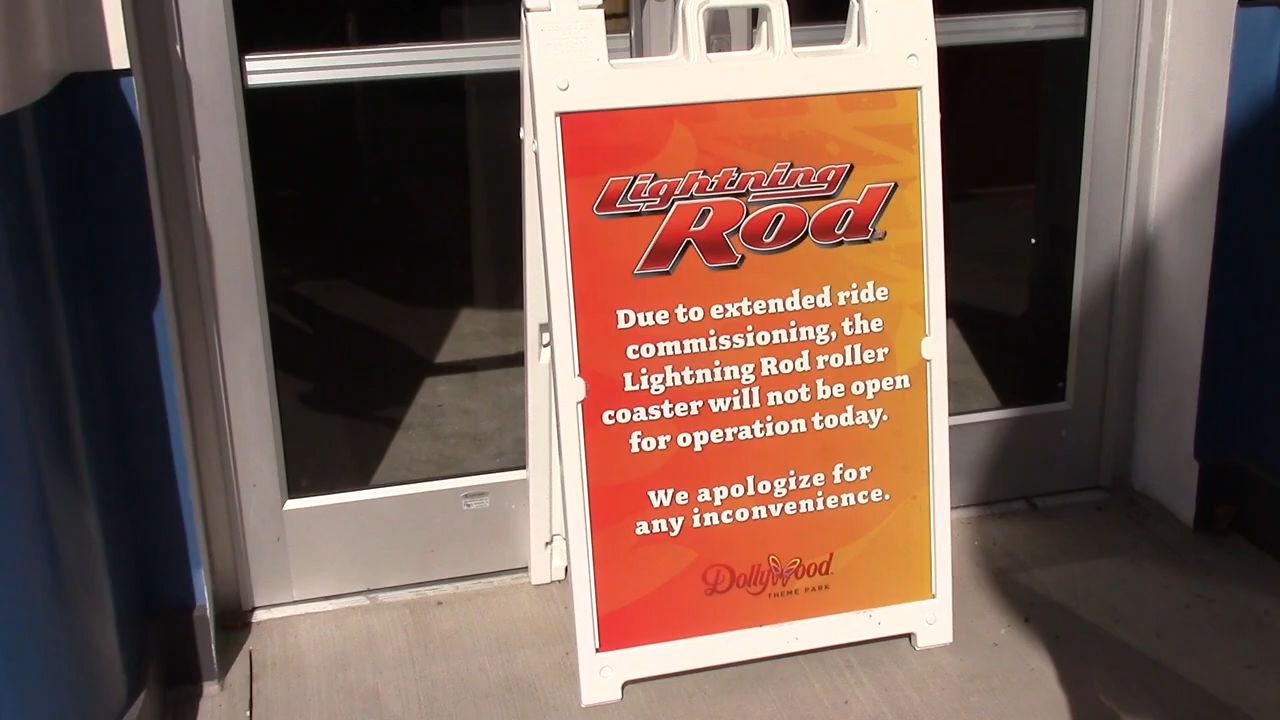 Lightning
Rod
Due to extended ride
commissioning, the
Lightning Rod roller
coaster will not be open
for operation today.
We apologize for
any inconvenience.
Dollywood
THEME PARK